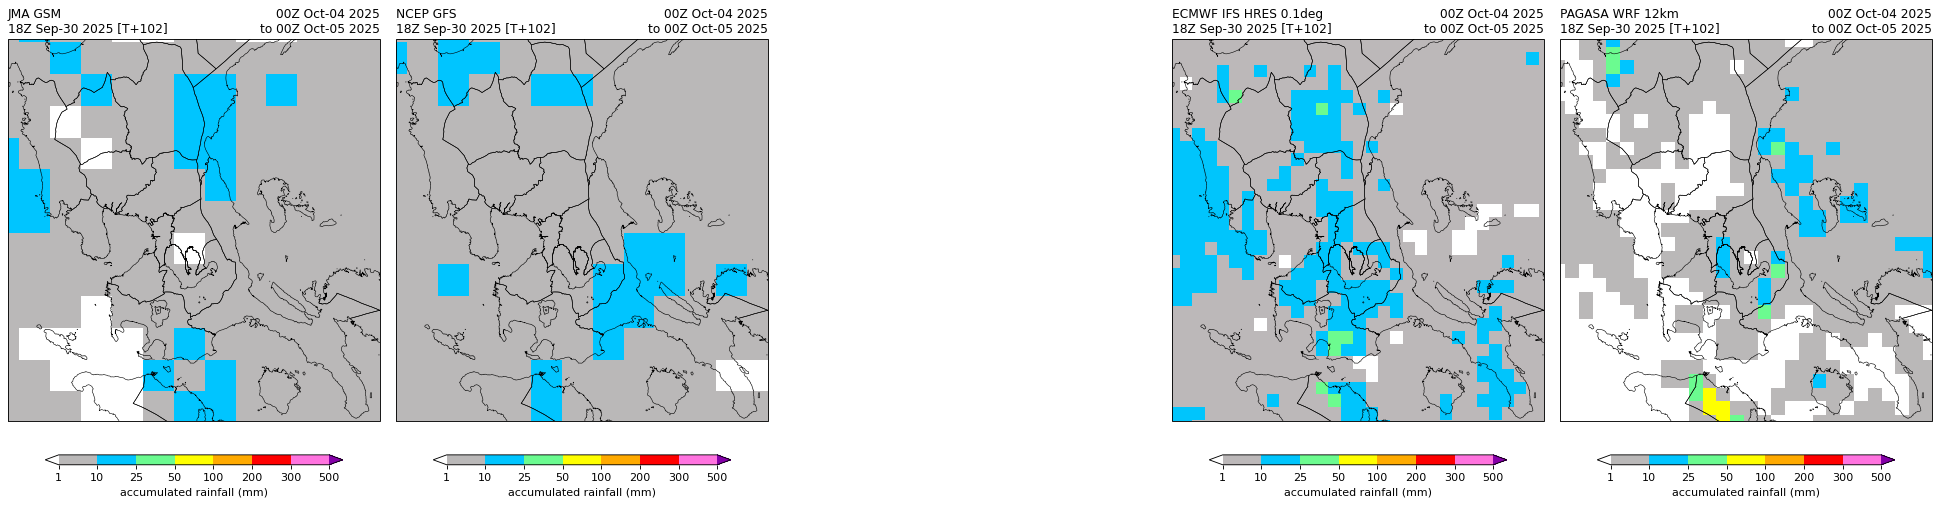 JMA GSM 00Z Oct-04 2025
18Z Sep-30 2025 [T+102] to 00Z Oct-05 2025
1 10 25 50 100 200 300 500
accumulated rainfall (mm)
NCEP GFS 00Z Oct-04 2025
18Z Sep-30 2025 [T+102] to 00Z Oct-05 2025
1 10 25 50 100 200 300 500
accumulated rainfall (mm)
ECMWF IFS HRES 0.1deg 00Z Oct-04 2025
18Z Sep-30 2025 [T+102] to 00Z Oct-05 2025
1 10 25 50 100 200 300 500
accumulated rainfall (mm)
PAGASA WRF 12km 00Z Oct-04 2025
18Z Sep-30 2025 [T+102] to 00Z Oct-05 2025
1 10 25 50 100 200 300 500
accumulated rainfall (mm)